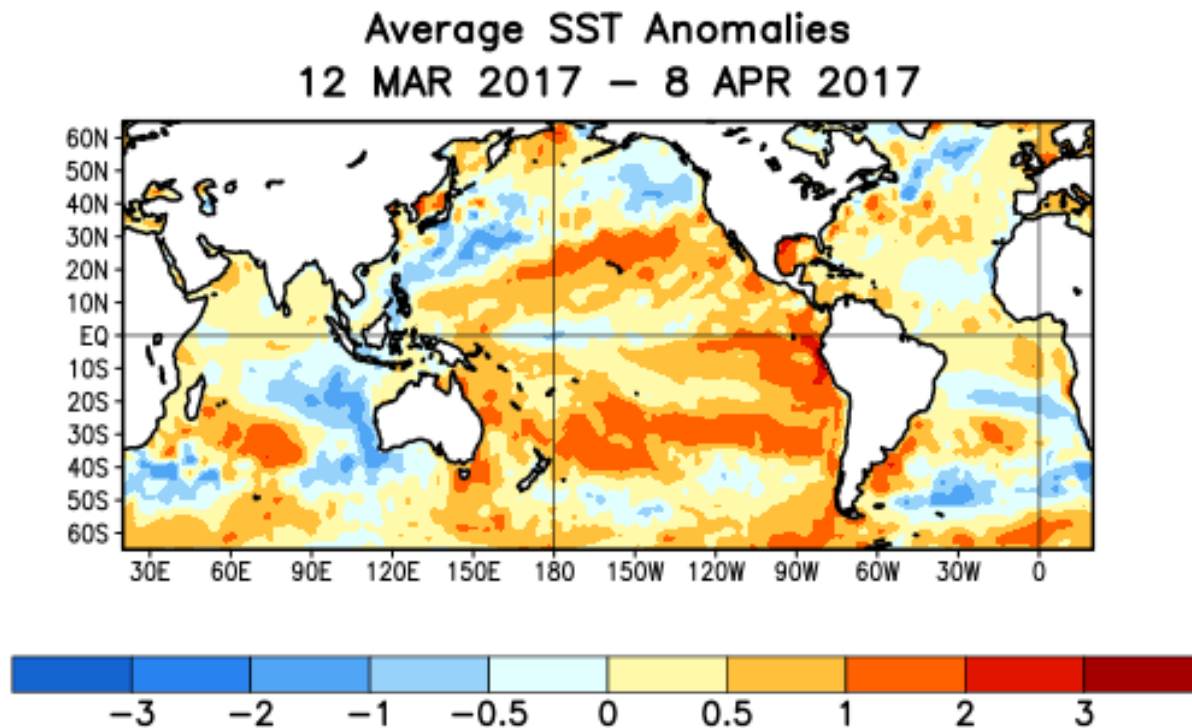 Average SST Anomalies
12 MAR 2017 – 8 APR 2017
60N
50N
40N
30N
20N
10N
EQ
10S
20S
30S
40S
50S
60S
30E 60E 90E 120E 150E 180 150W 120W 90W 60W 30W 0
-3 -2 -1 -0.5 0 0.5 1 2 3